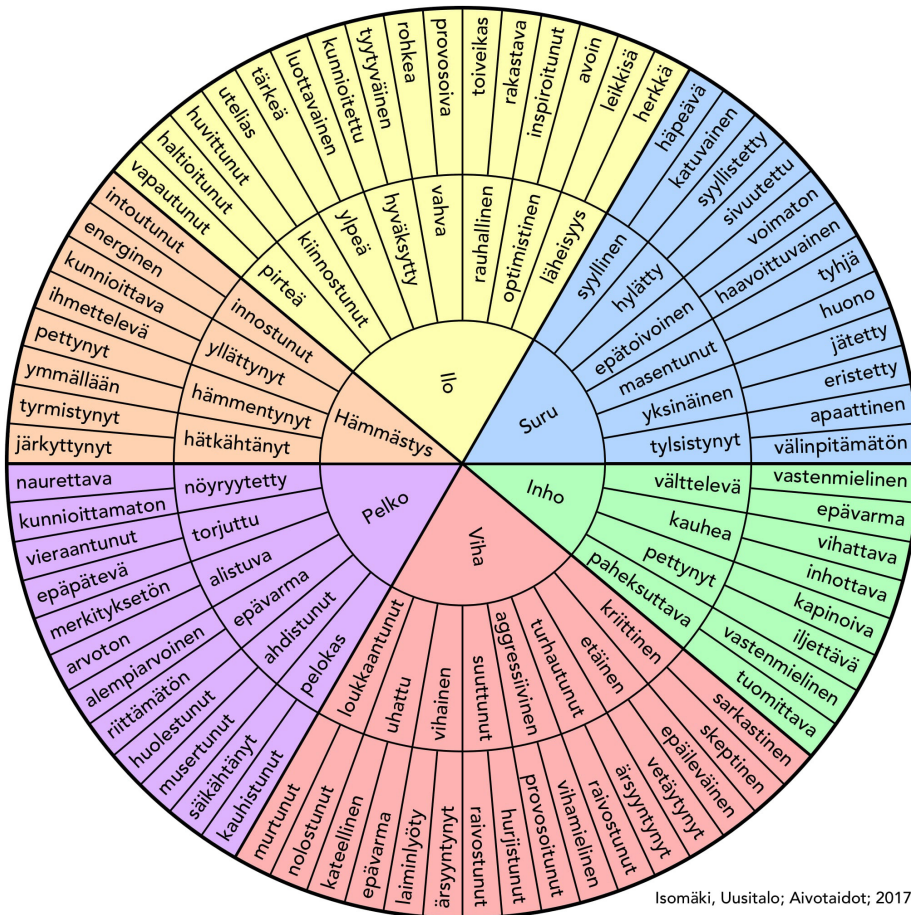 Ilo
pirteä
kiinnostunut
ylpeä
hyväksytty
vahva
rauhallinen
optimistinen
läheisyys
vapautunut
haltioitunut
huvittunut
utelias
tärkeä
luottavainen
kunnioitettu
tyytyväinen
rohkea
provosoiva
toiveikas
rakastava
inspiroitunut
avoin
leikkisä
herkkä
Suru
syyllinen
hylätty
epätoivoinen
masentunut
yksinäinen
tylsistynyt
häpeävä
katuvainen
syyllistetty
sivuutettu
voimaton
haavoittuvainen
tyhjä
huono
jätetty
eristetty
apaattinen
välinpitämätön
Inho
välttelevä
kauhea
pettynyt
paheksuttava
vastenmielinen
epävarma
vihattava
inhottava
kapinoiva
iljettävä
vastenmielinen
tuomittava
Viha
kriittinen
etäinen
turhautunut
aggressiivinen
suuttunut
vihainen
uhattu
loukkaantunut
sarkastinen
skeptinen
epäileväinen
vetäytynyt
ärsyyntynyt
raivostunut
vihamielinen
provosoitunut
hurjistunut
raivostunut
ärsyyntynyt
laiminlyöty
epävarma
kateellinen
nolostunut
murtunut
Pelko
pelokas
ahdistunut
epävarma
alistuva
torjuttu
nöyryytetty
kauhistunut
säikähtänyt
musertunut
huolestunut
riittämätön
alempiarvoinen
arvoton
merkityksetön
epäpätevä
vieraantunut
kunnioittamaton
naurettava
Hämmästys
hätkähtänyt
hämmentynyt
yllättynyt
innostunut
järkyttynyt
tyrmistynyt
ymmällään
pettynyt
ihmettelevä
kunnioittava
energinen
intoutunut
Isomäki, Uusitalo; Aivotaidot; 2017